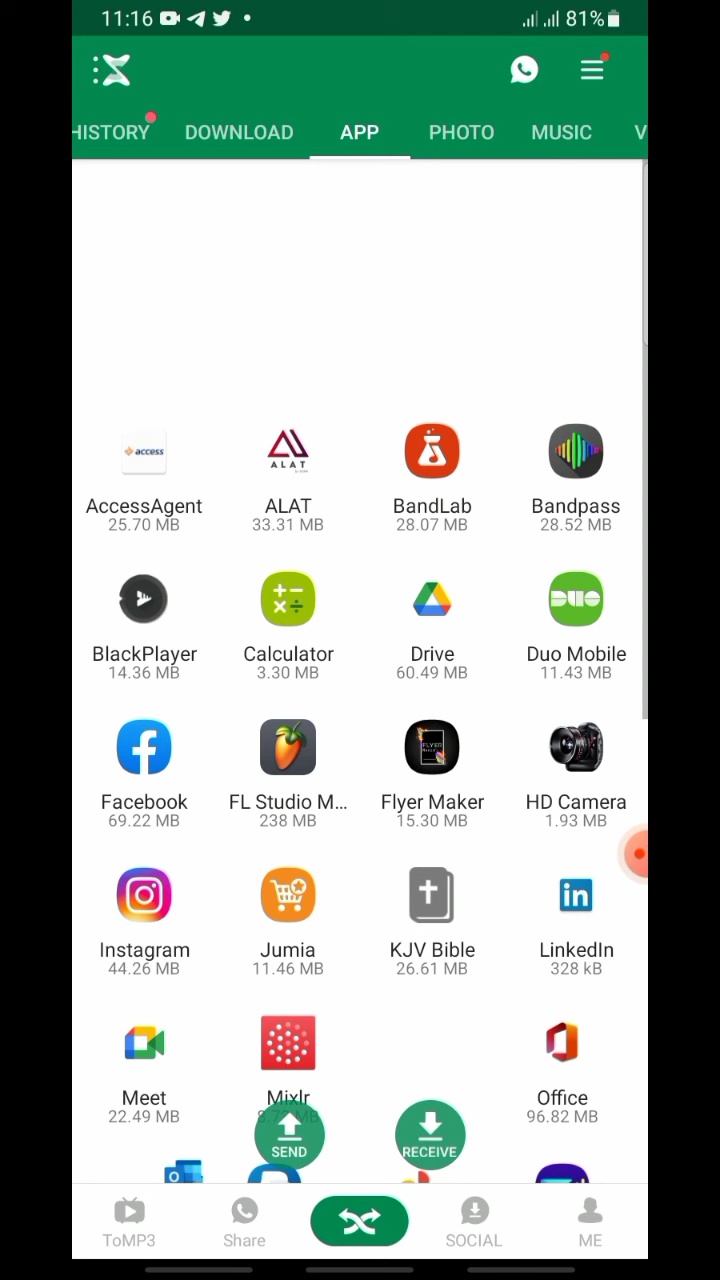 11:16 81%
HISTORY DOWNLOAD APP PHOTO MUSIC V
access ALAT
AccessAgent ALAT BandLab Bandpass
25.70 MB 33.31 MB 28.07 MB 28.52 MB
DUO
BlackPlayer Calculator Drive Duo Mobile
14.36 MB 3.30 MB 60.49 MB 11.43 MB
FLYER
Facebook FL Studio M... Flyer Maker HD Camera
69.22 MB 238 MB 15.30 MB 1.93 MB
in
Instagram Jumia KJV Bible LinkedIn
44.26 MB 11.46 MB 26.61 MB 328 kB
Meet Mixlr Office
22.49 MB 96.82 MB
SEND RECEIVE
ToMP3 Share SOCIAL ME